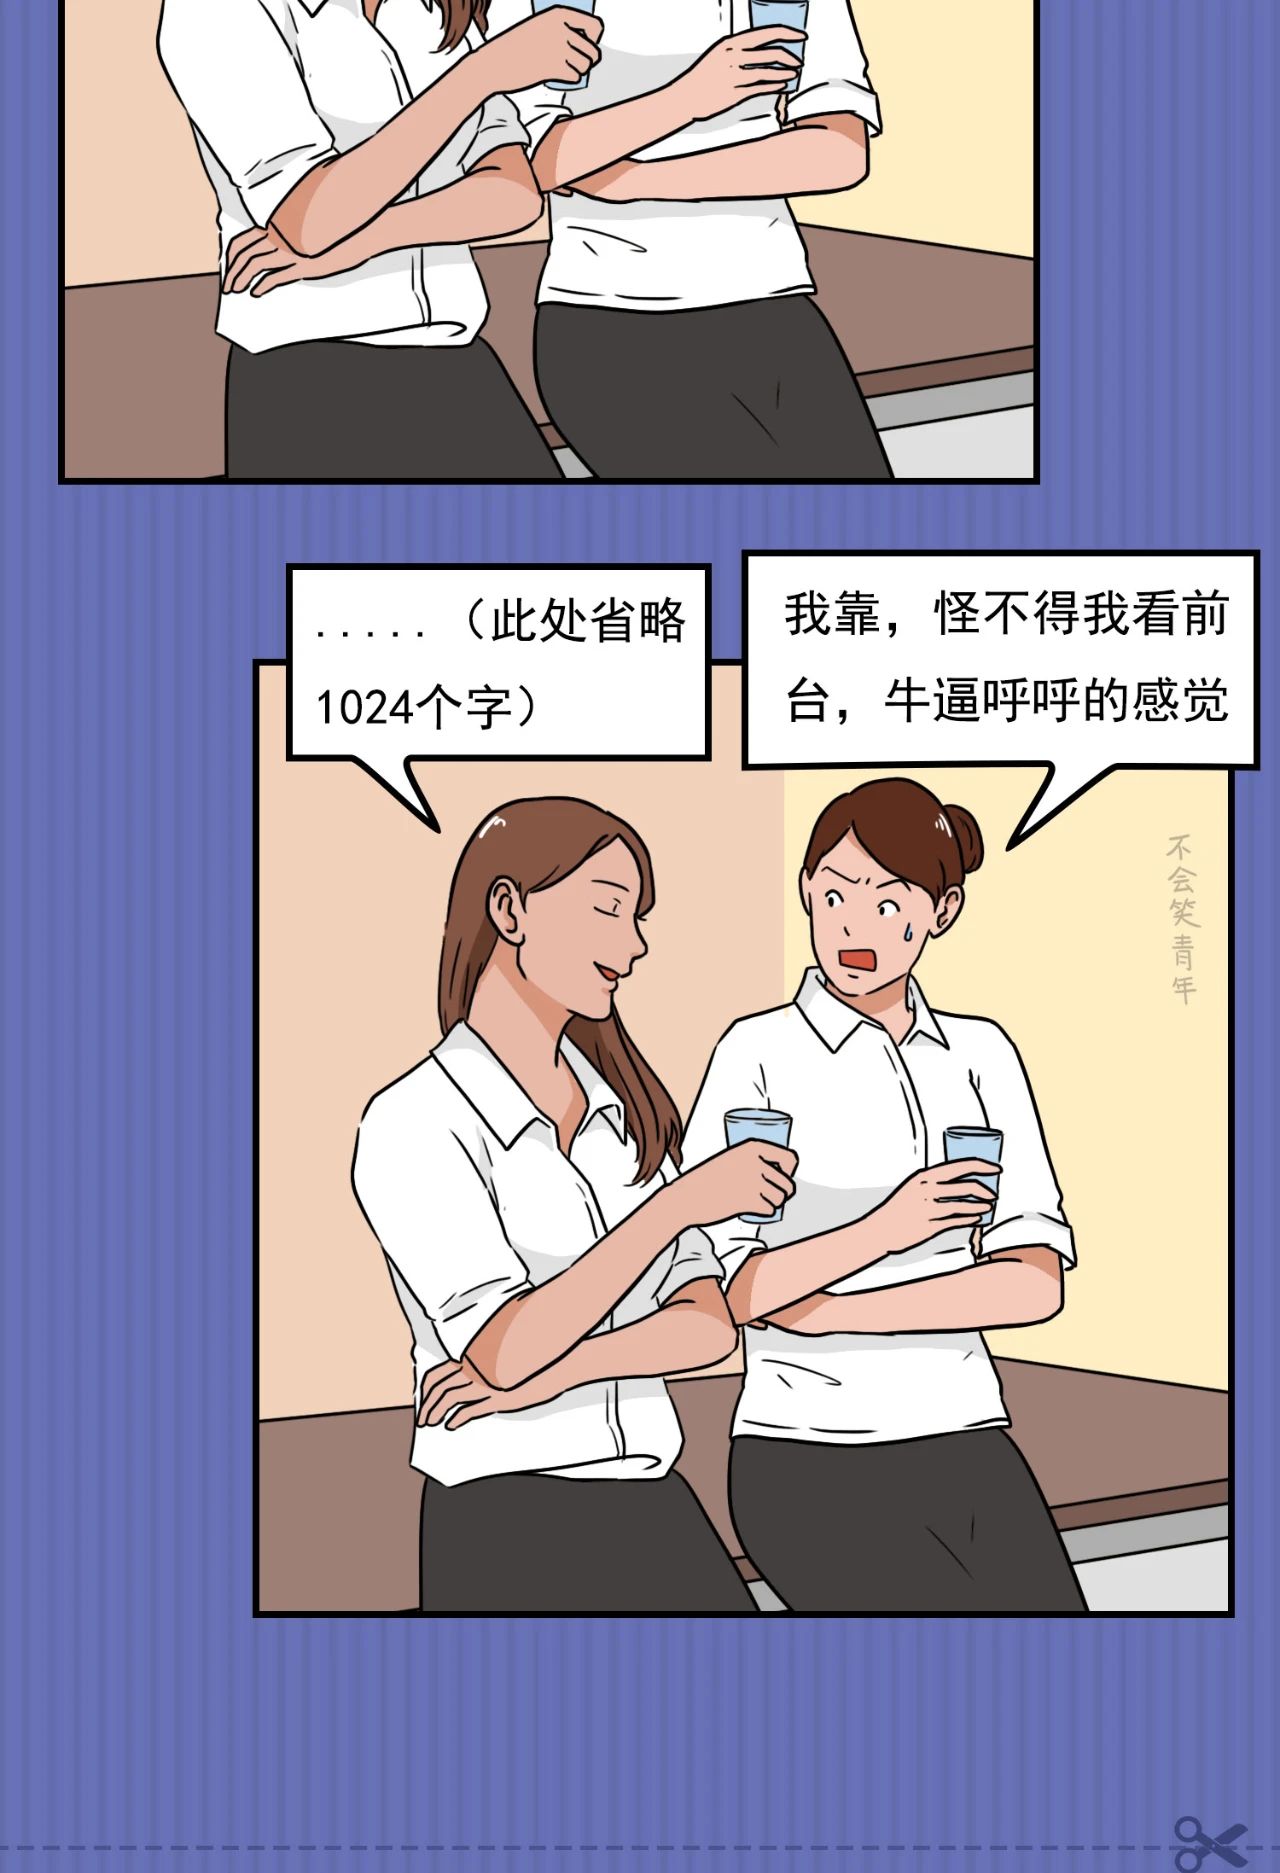 .....（此处省略
1024个字）
我靠，怪不得我看前
台，牛逼呼呼的感觉
不会笑青年